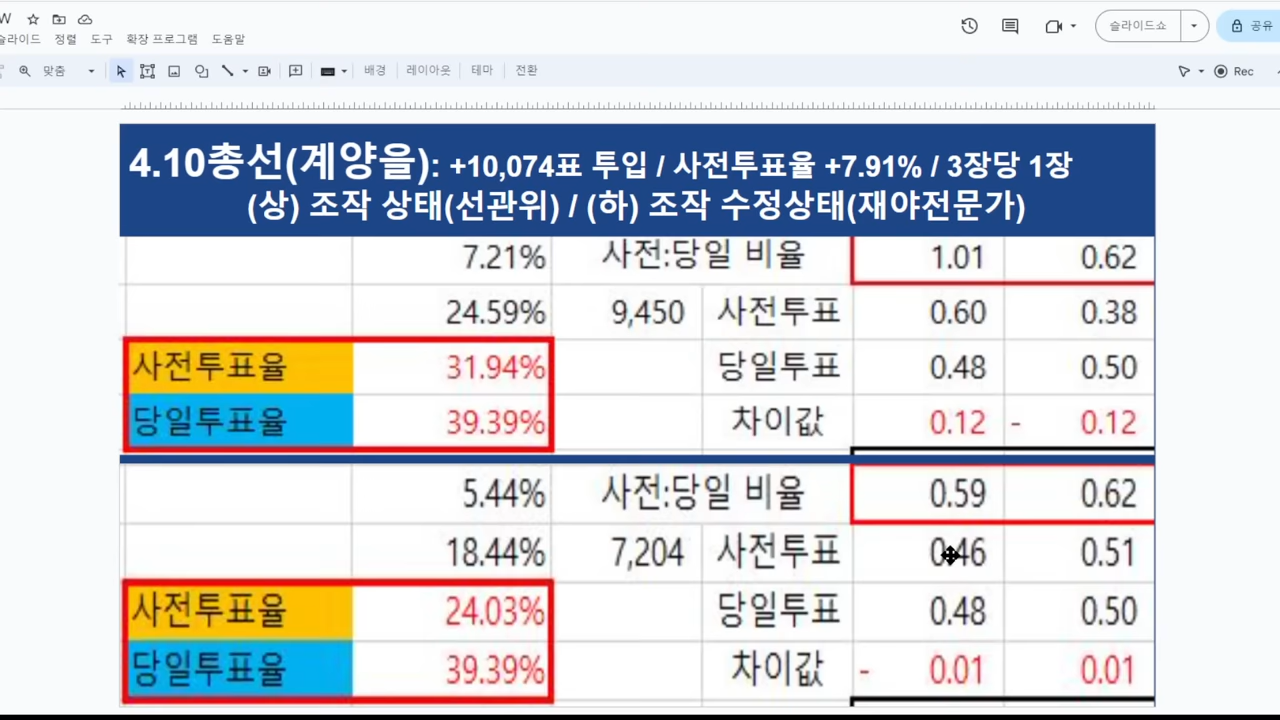 슬라이드 정렬 도구 확장 프로그램 도움말
슬라이드쇼
공유
맞춤
배경 레이아웃 테마 전환
Rec
4.10총선(계양을): +10,074표 투입 / 사전투표율 +7.91% / 3장당 1장
(상) 조작 상태(선관위) / (하) 조작 수정상태(재야전문가)
7.21% 사전:당일 비율 1.01 0.62
24.59% 9,450 사전투표 0.60 0.38
사전투표율 31.94% 당일투표 0.48 0.50
당일투표율 39.39% 차이값 0.12 - 0.12
5.44% 사전:당일 비율 0.59 0.62
18.44% 7,204 사전투표 0.46 0.51
사전투표율 24.03% 당일투표 0.48 0.50
당일투표율 39.39% 차이값 - 0.01 0.01